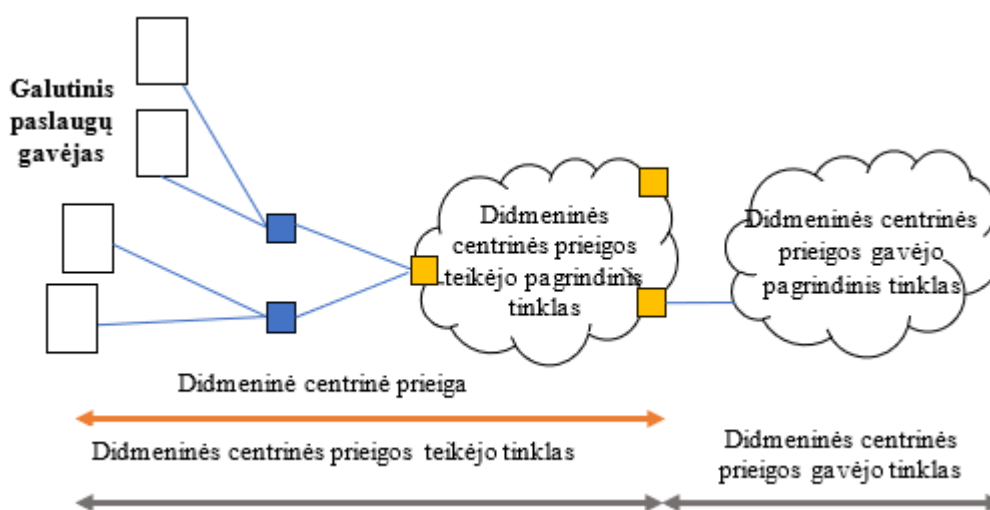 Galutinis
paslaugų
gavėjas
Didmeninės
centrinės prieigos
teikėjo pagrindinis
tinklas
Didmeninės centrinės
prieigos gavėjo
pagrindinis tinklas
Didmeninė centrinė prieiga
Didmeninės centrinės prieigos teikėjo tinklas
Didmeninės centrinės
prieigos gavėjo tinklas